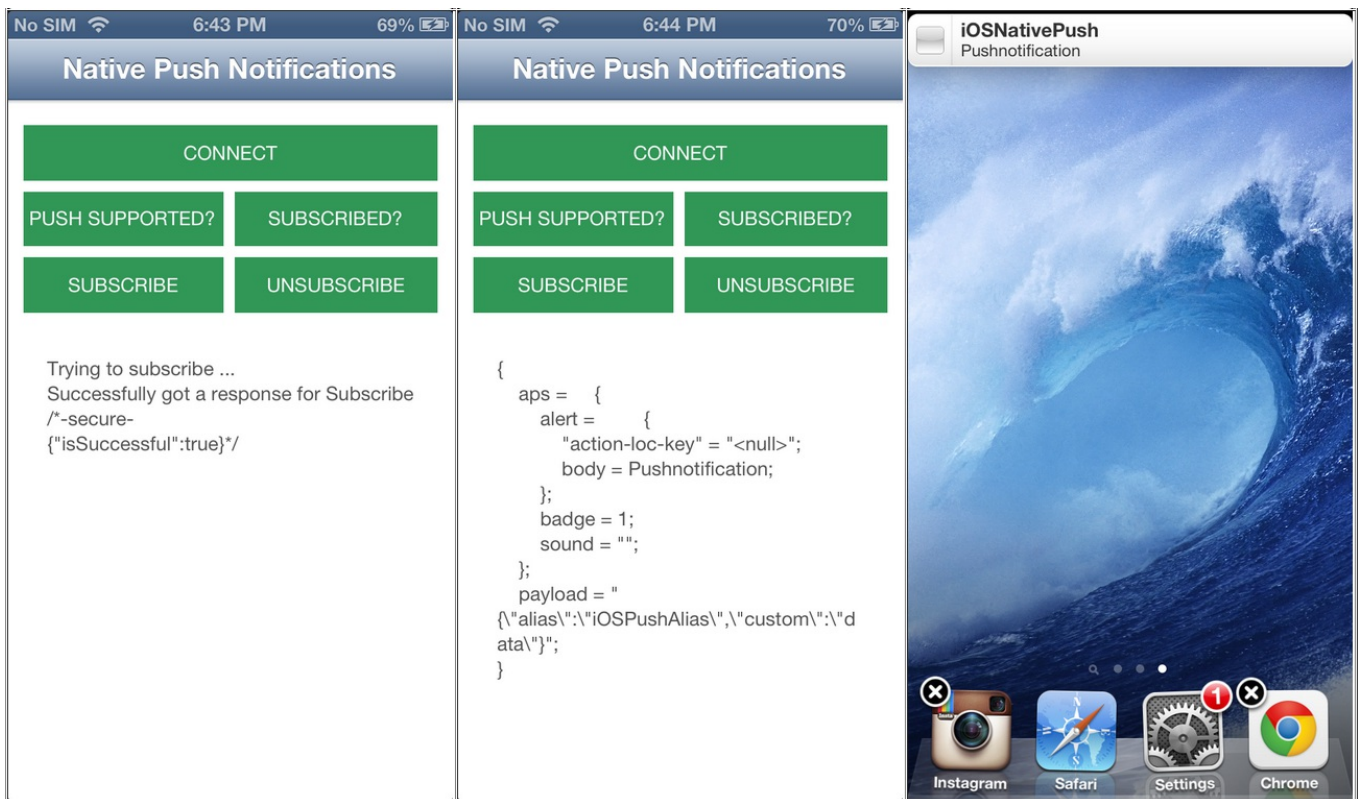 No SIM 6:43 PM 69%
Native Push Notifications
CONNECT
PUSH SUPPORTED? SUBSCRIBED?
SUBSCRIBE UNSUBSCRIBE
Trying to subscribe ...
Successfully got a response for Subscribe
/*-secure-
{"isSuccessful":true}*/
No SIM 6:44 PM 70%
Native Push Notifications
CONNECT
PUSH SUPPORTED? SUBSCRIBED?
SUBSCRIBE UNSUBSCRIBE
{
aps = {
alert = {
"action-loc-key" = "<null>";
body = Pushnotification;
};
badge = 1;
sound = "";
};
payload = "
{\"alias\":\"iOSPushAlias\",\"custom\":\"d
ata\"}";
}
iOSNativePush
Pushnotification
1
Insta
N
S
Instagram Safari Settings Chrome